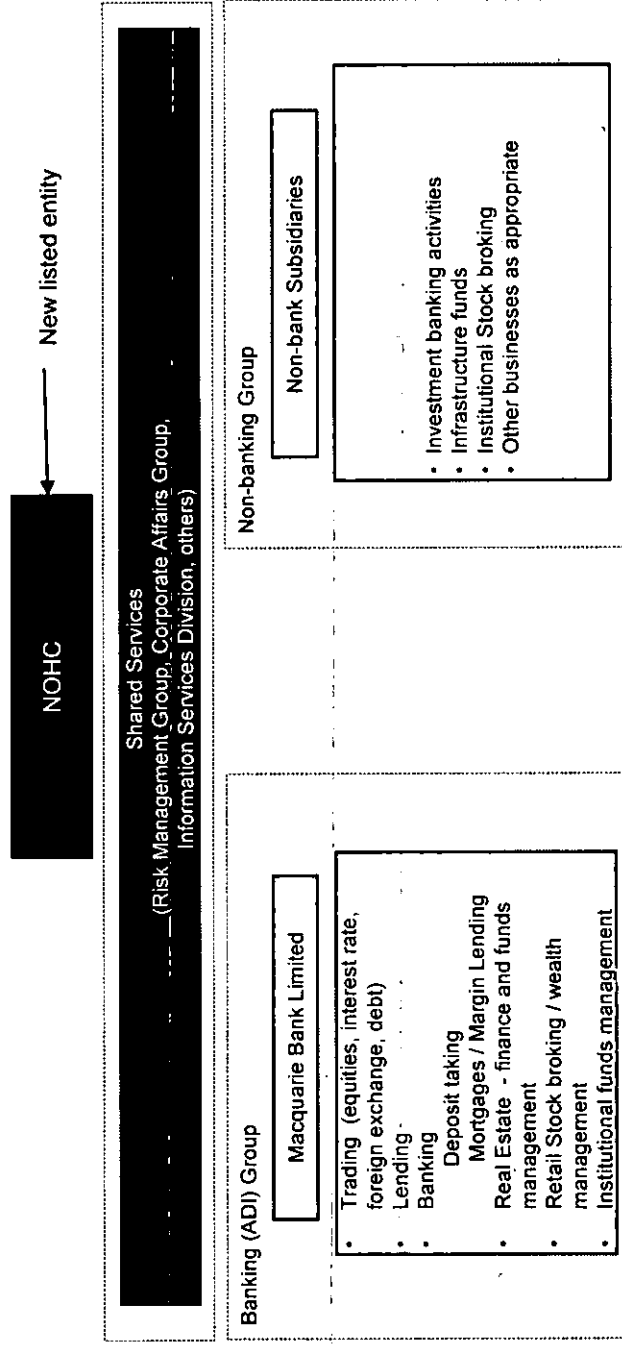 NOHC
New listed entity
Shared Services
(Risk Management Group, Corporate Affairs Group,
Information Services Division, others)
Banking (ADI) Group
Macquarie Bank Limited
• Trading (equities, interest rate,
foreign exchange, debt)
• Lending
• Banking
Deposit taking
Mortgages / Margin Lending
• Real Estate - finance and funds
management
• Retail Stock broking / wealth
management
• Institutional funds management
Non-banking Group
Non-bank Subsidiaries
• Investment banking activities
• Infrastructure funds
• Institutional Stock broking
• Other businesses as appropriate